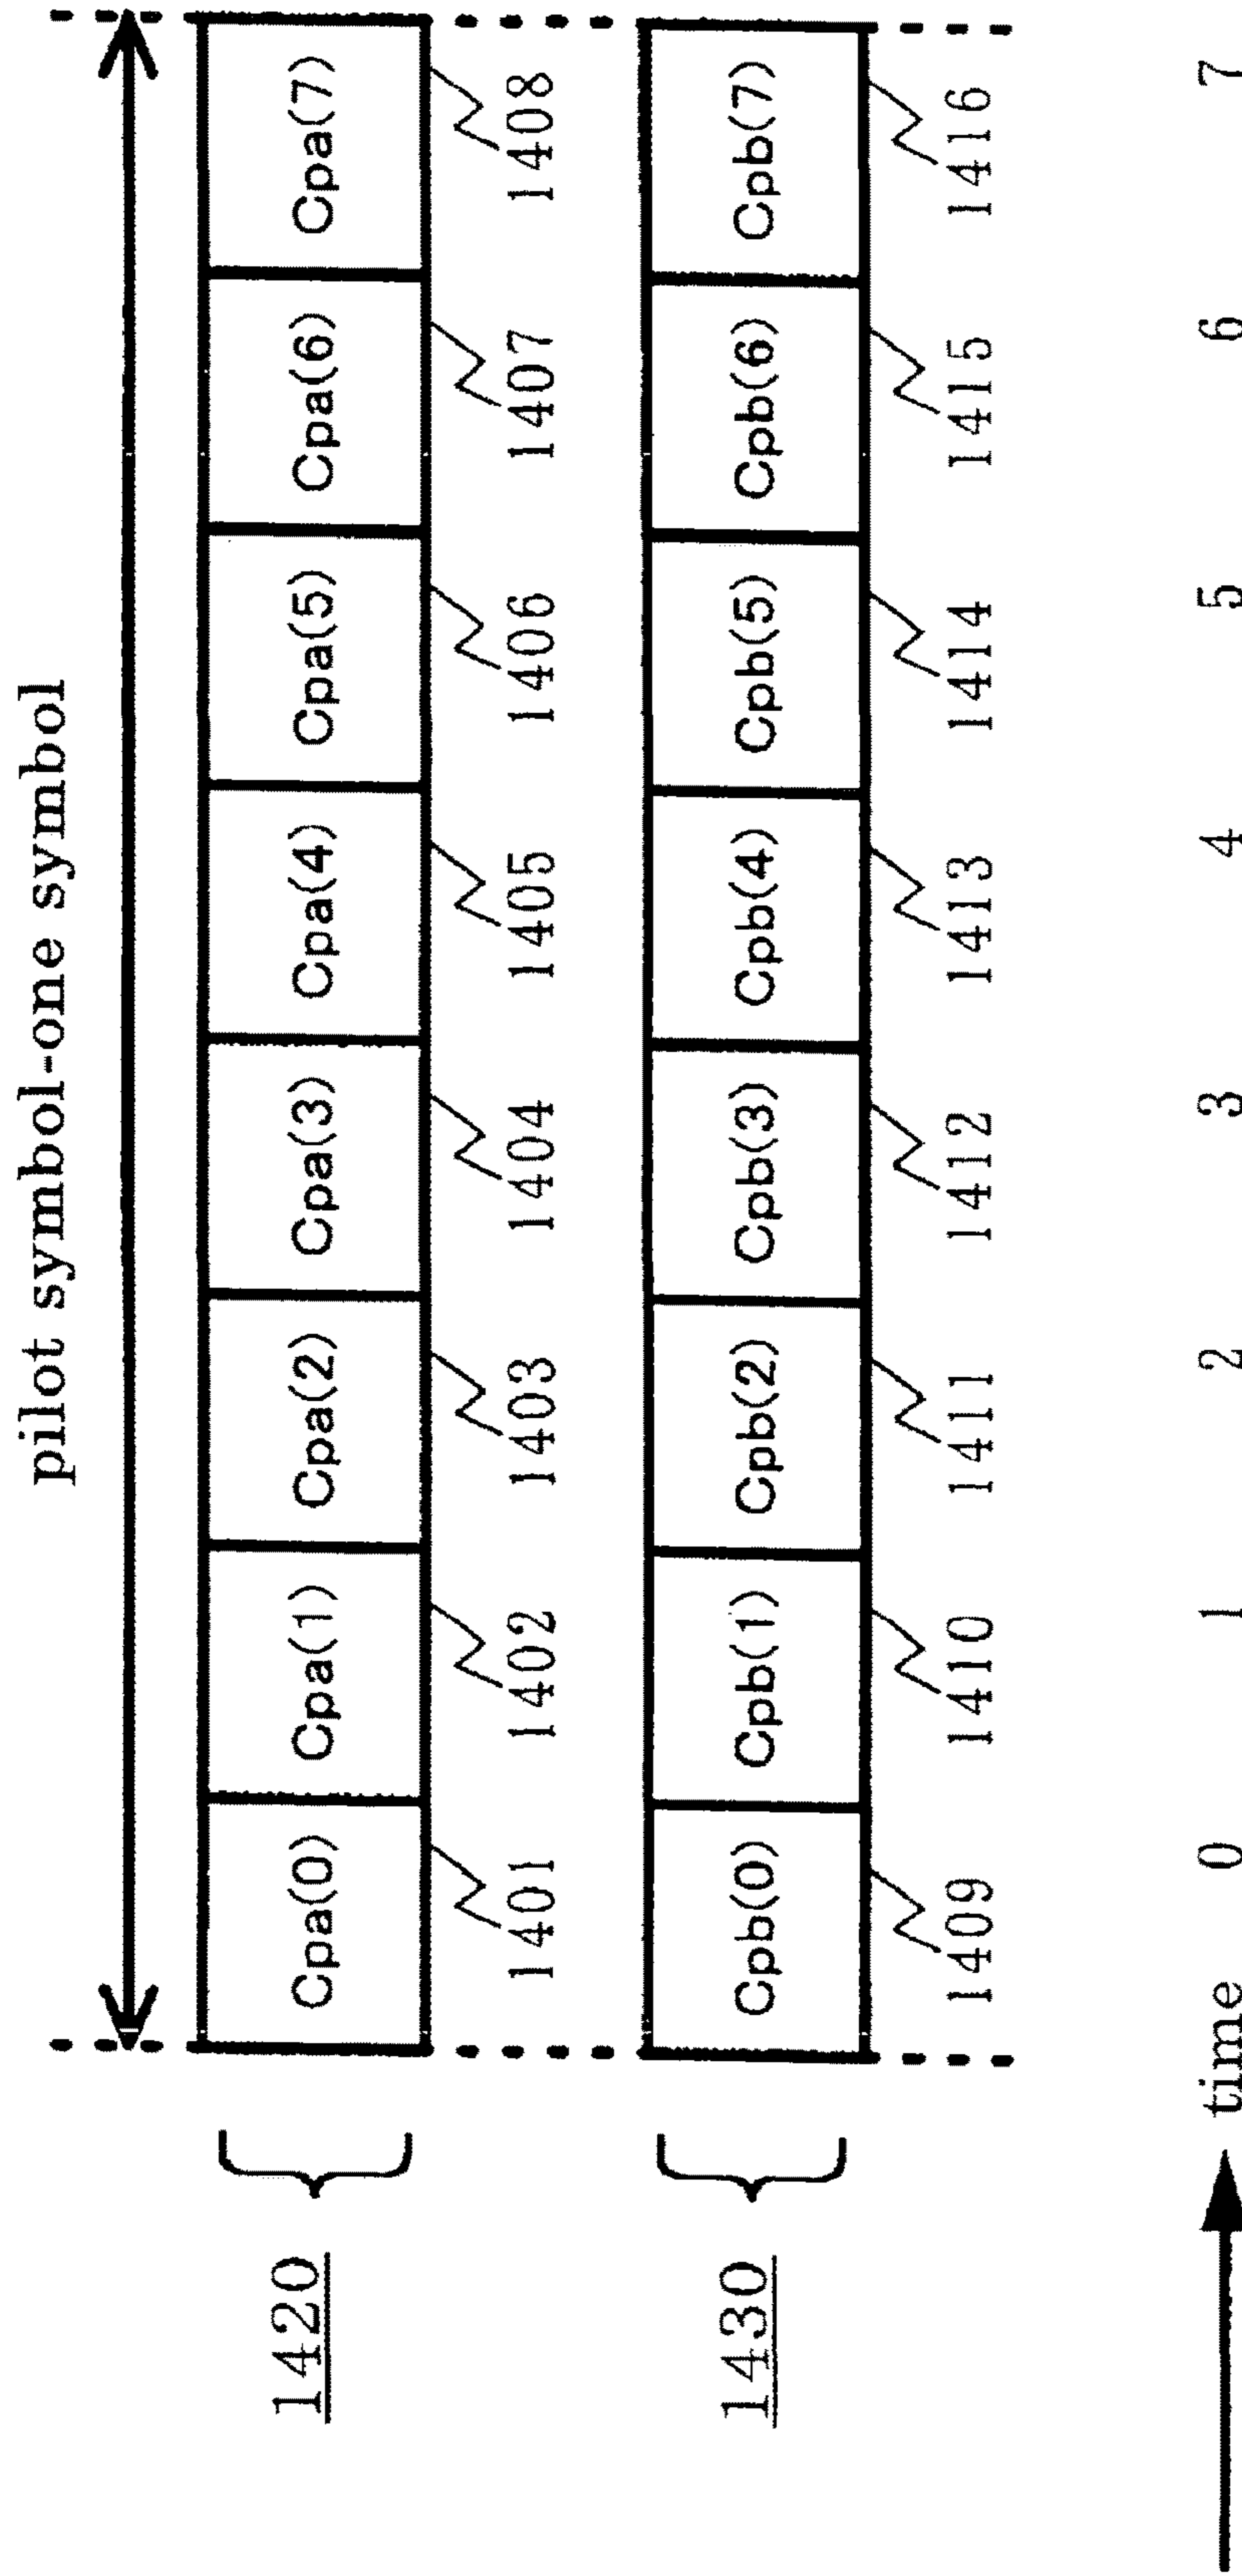 pilot symbol-one symbol
1420
Cpa(0) Cpa(1) Cpa(2) Cpa(3) Cpa(4) Cpa(5) Cpa(6) Cpa(7)
1401 1402 1403 1404 1405 1406 1407 1408
1430
Cpb(0) Cpb(1) Cpb(2) Cpb(3) Cpb(4) Cpb(5) Cpb(6) Cpb(7)
1409 1410 1411 1412 1413 1414 1415 1416
time 0 1 2 3 4 5 6 7